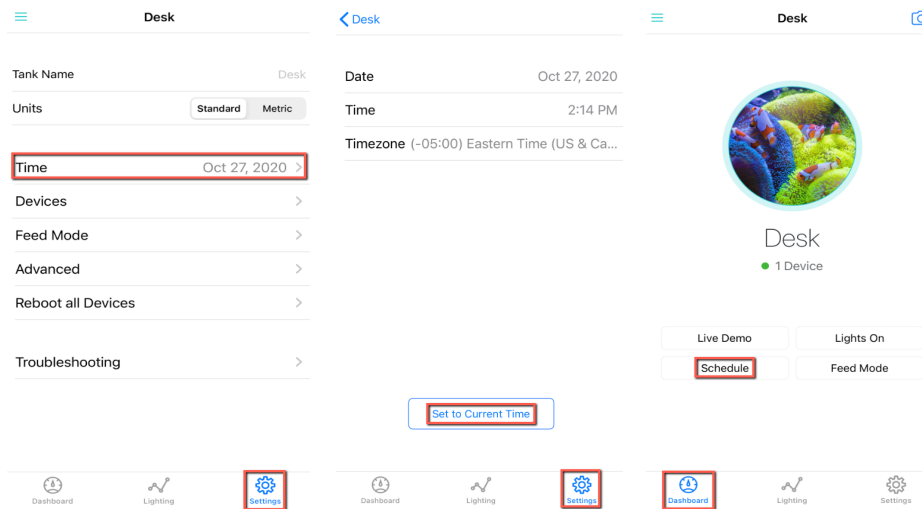 Desk
Tank Name Desk
Units Standard Metric
Time Oct 27, 2020
Devices
Feed Mode
Advanced
Reboot all Devices
Troubleshooting
Dashboard Lighting Settings
Desk
Date Oct 27, 2020
Time 2:14 PM
Timezone (-05:00) Eastern Time (US & Ca...
Set to Current Time
Dashboard Lighting Settings
Desk
Desk
1 Device
Live Demo Lights On
Schedule Feed Mode
Dashboard Lighting Settings